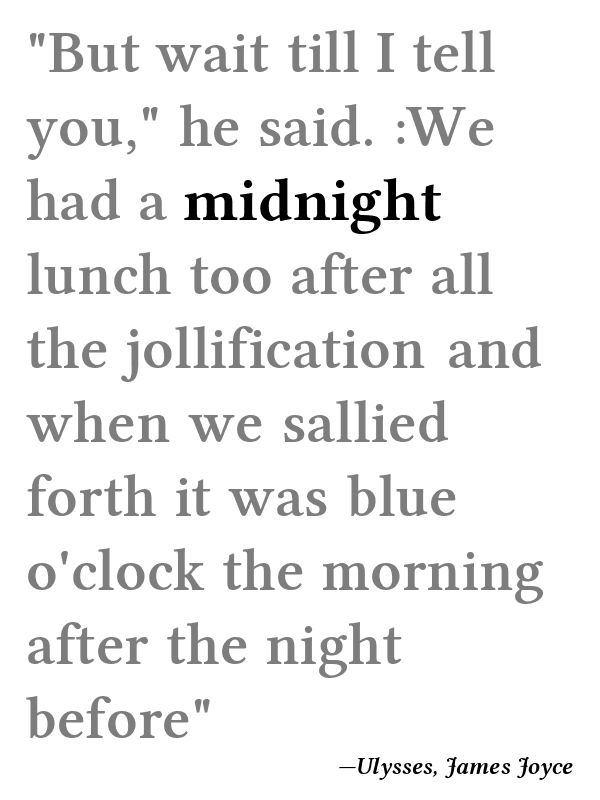 "But wait till I tell
you," he said. :We
had a midnight
lunch too after all
the jollification and
when we sallied
forth it was blue
o'clock the morning
after the night
before"
—Ulysses, James Joyce